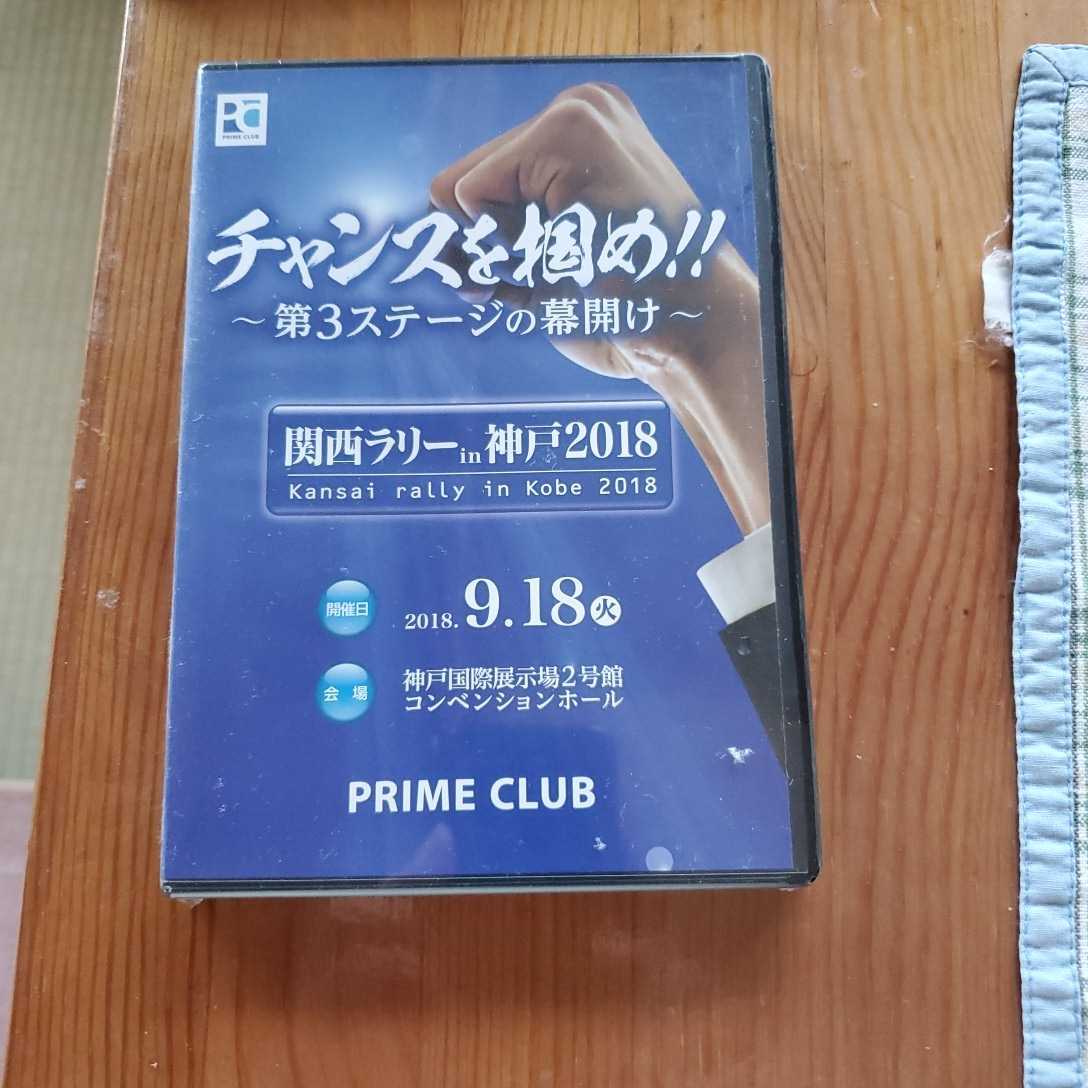 PC
PRIME CLUB
チャンスを掴め!!
～第3ステージの幕開け～
関西ラリーin神戸2018
Kansai rally in Kobe 2018
開催日 2018. 9.18火
会場 神戸国際展示場2号館
コンベンションホール
PRIME CLUB